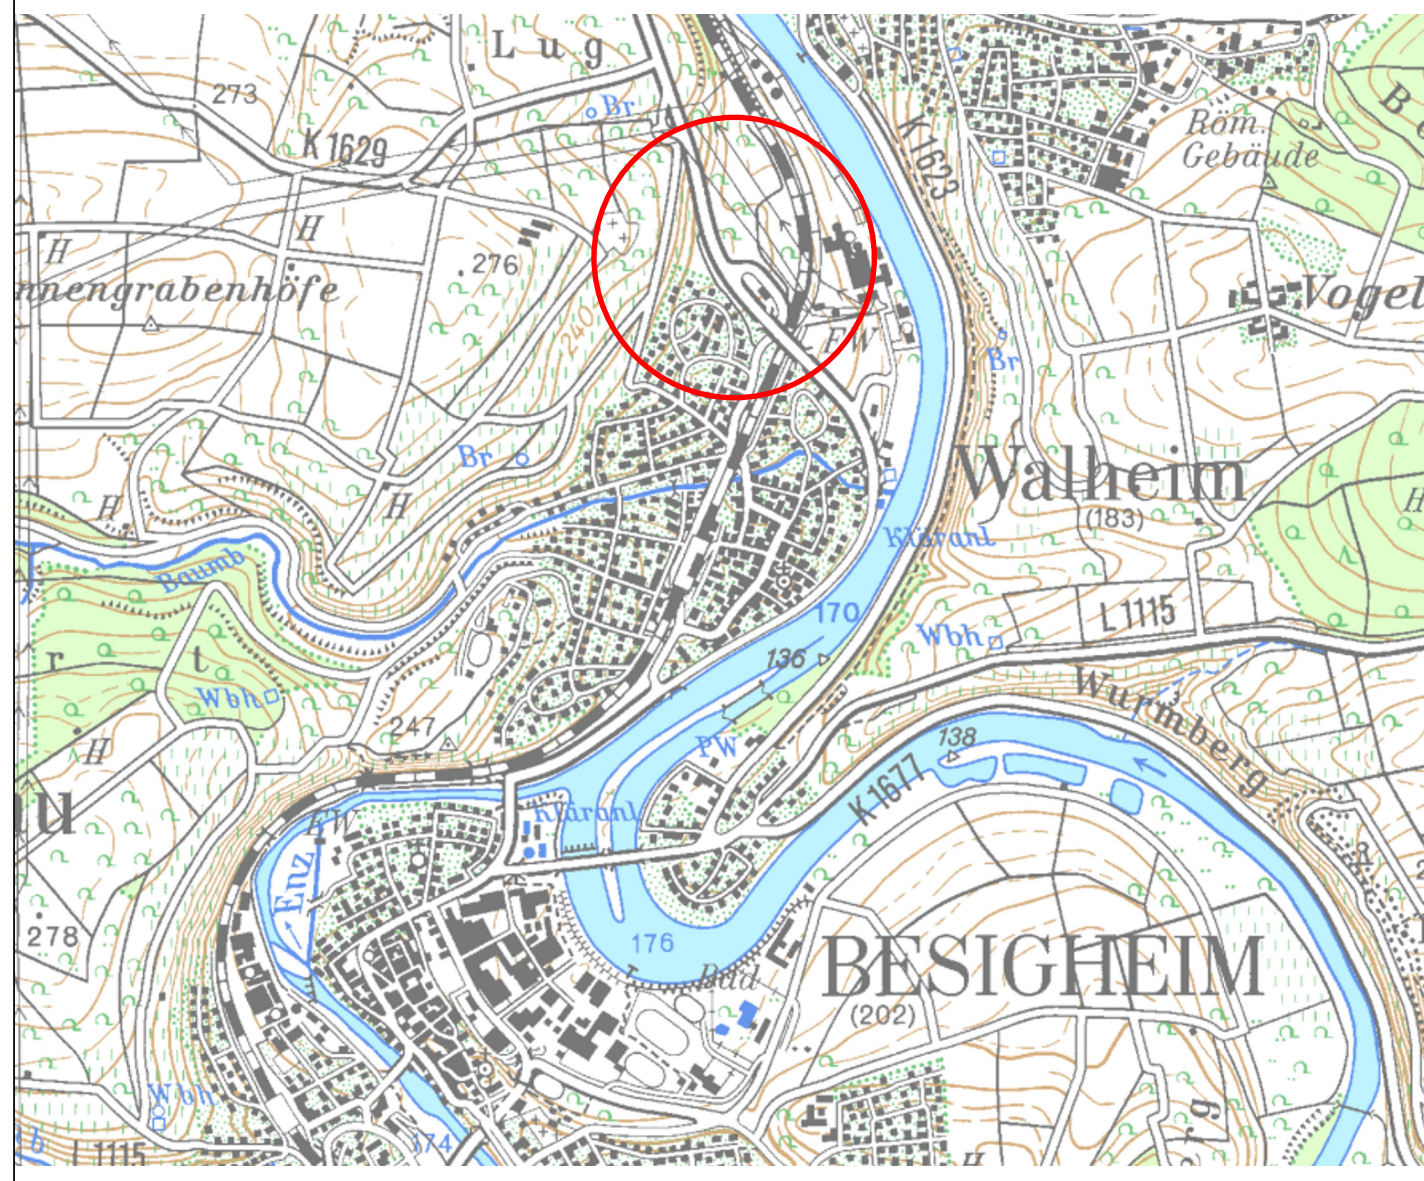 Lug
B
273
Br
Röm.
Gebäude
K 1629
K 1623
H
H
276
nnengrabenhöfe
Vogel
240
FW
Br
Br
Walheim
(183)
H
H
H
Kläranl
Baumb
170
L 1115
Wbh
136
r t
Wbh
Wurmberg
247
H
PW
138
K 1677
u
Kläranl
EW
Enz
278
176
BESIGHEIM
Bad
(202)
Wbh
rg
174
b
L 1115
H